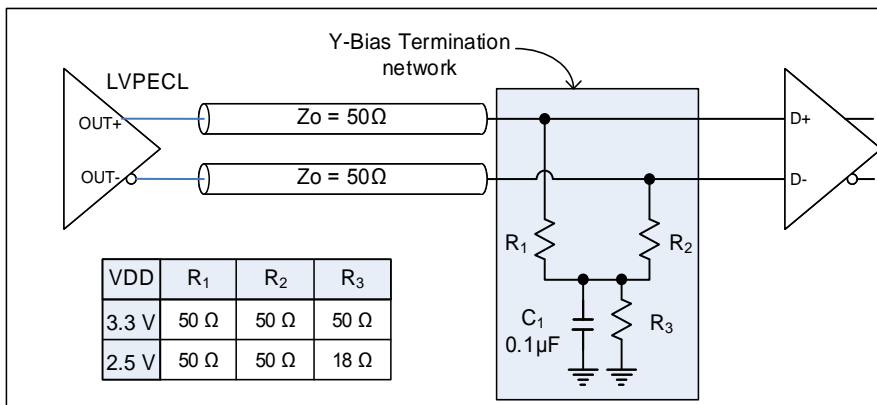 Y-Bias Termination
network
LVPECL
OUT+
OUT-
Zo = 50Ω
Zo = 50Ω
D+
D-
R1
R2
C1
0.1µF
R3
VDD R1 R2 R3
3.3 V 50 Ω 50 Ω 50 Ω
2.5 V 50 Ω 50 Ω 18 Ω